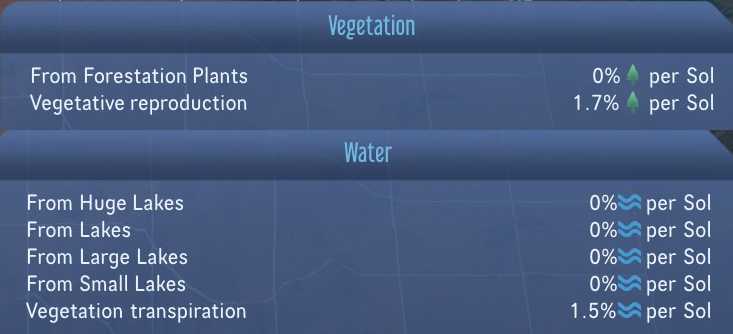 Vegetation
From Forestation Plants 0% per Sol
Vegetative reproduction 1.7% per Sol
Water
From Huge Lakes 0% per Sol
From Lakes 0% per Sol
From Large Lakes 0% per Sol
From Small Lakes 0% per Sol
Vegetation transpiration 1.5% per Sol